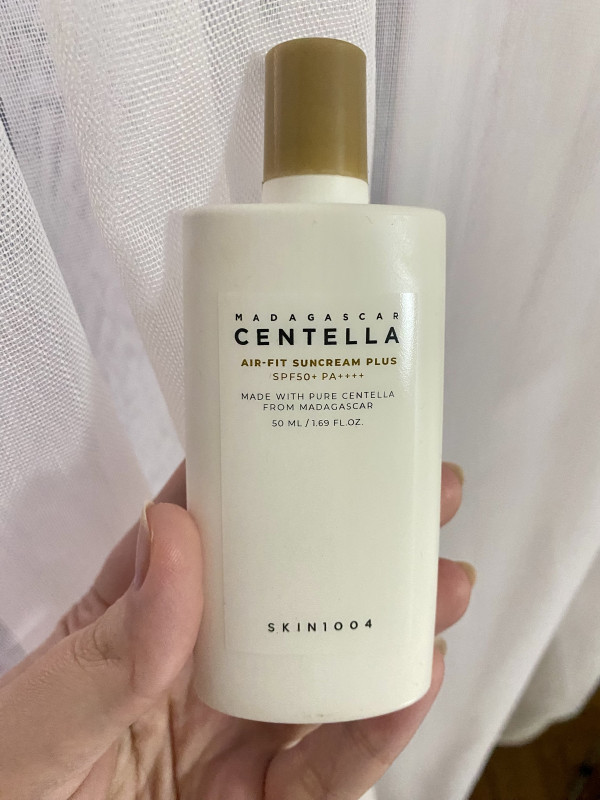 MADAGASCAR
CENTELLA
AIR-FIT SUNCREAM PLUS
SPF50+ PA++++
MADE WITH PURE CENTELLA
FROM MADAGASCAR
50 ML / 1.69 FL.OZ.
SKIN1004